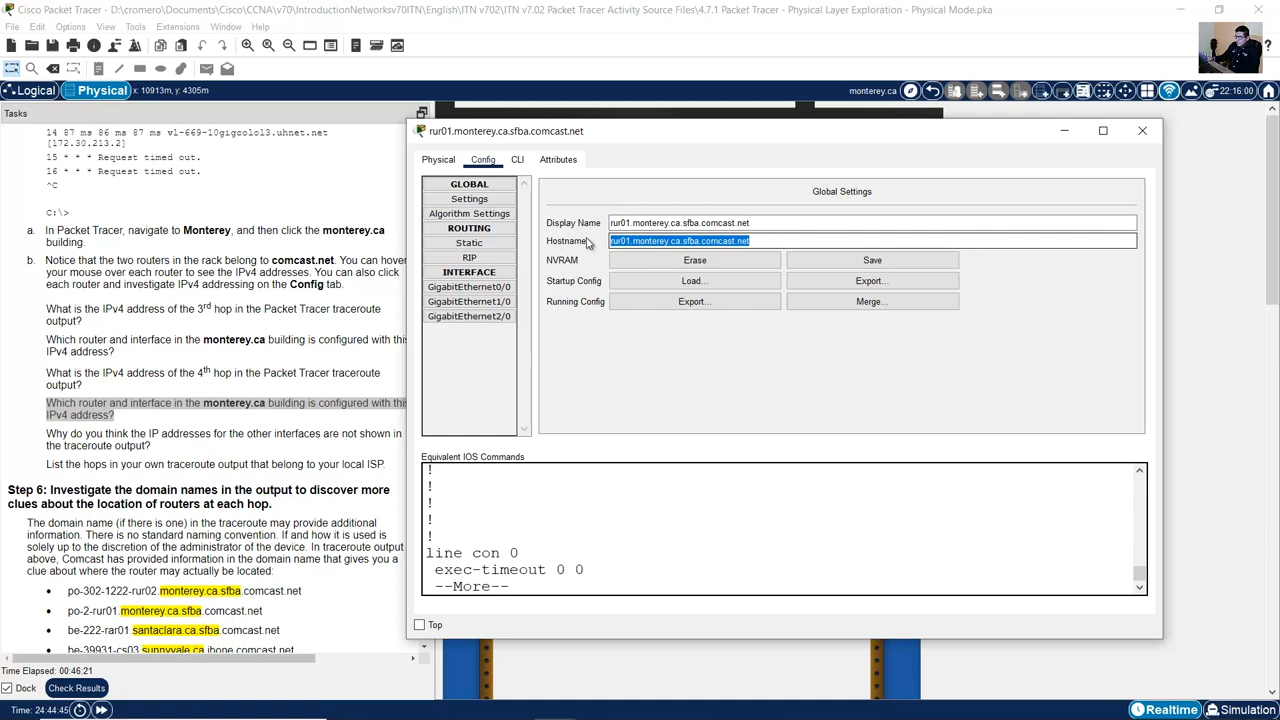 Cisco Packet Tracer - D:\cromero\Documents\Cisco\CCNA\v70\IntroductionNetworksv70ITN\English\ITN v702\ITN v7.02 Packet Tracer Activity Source Files\4.7.1 Packet Tracer - Physical Layer Exploration - Physical Mode.pka
File Edit Options View Tools Extensions Window Help
Logical Physical x: 10913m, y: 4305m monterey.ca 22:16:00
Tasks
14 87 ms 86 ms 87 ms vl-669-10gigcolol3.uhnet.net
[172.30.213.2]
15 * * * Request timed out.
16 * * * Request timed out.
^C
C:\>
a. In Packet Tracer, navigate to Monterey, and then click the monterey.ca
building.
b. Notice that the two routers in the rack belong to comcast.net. You can hover
your mouse over each router to see the IPv4 addresses. You can also click
each router and investigate IPv4 addressing on the Config tab.
What is the IPv4 address of the 3rd hop in the Packet Tracer traceroute
output?
Which router and interface in the monterey.ca building is configured with this
IPv4 address?
What is the IPv4 address of the 4th hop in the Packet Tracer traceroute
output?
Which router and interface in the monterey.ca building is configured with this
IPv4 address?
Why do you think the IP addresses for the other interfaces are not shown in
the traceroute output?
List the hops in your own traceroute output that belong to your local ISP.
Step 6: Investigate the domain names in the output to discover more
clues about the location of routers at each hop.
The domain name (if there is one) in the traceroute may provide additional
information. There is no standard naming convention. If and how it is used is
solely up to the discretion of the administrator of the device. In traceroute output
above, Comcast has provided information in the domain name that gives you a
clue about where the router may actually be located:
• po-302-1222-rur02.monterey.ca.sfba.comcast.net
• po-2-rur01.monterey.ca.sfba.comcast.net
• be-222-rar01.santaclara.ca.sfba.comcast.net
• be-39931-cs03.sunnyvale.ca.ibone.comcast.net
Time Elapsed: 00:46:21
Dock Check Results
Time: 24:44:45
Realtime Simulation
rur01.monterey.ca.sfba.comcast.net
Physical Config CLI Attributes
GLOBAL
Settings
Algorithm Settings
ROUTING
Static
RIP
INTERFACE
GigabitEthernet0/0
GigabitEthernet1/0
GigabitEthernet2/0
Global Settings
Display Name rur01.monterey.ca.sfba.comcast.net
Hostname rur01.monterey.ca.sfba.comcast.net
NVRAM Erase Save
Startup Config Load... Export...
Running Config Export... Merge...
Equivalent IOS Commands
!
!
!
!
!
line con 0
exec-timeout 0 0
--More--
Top